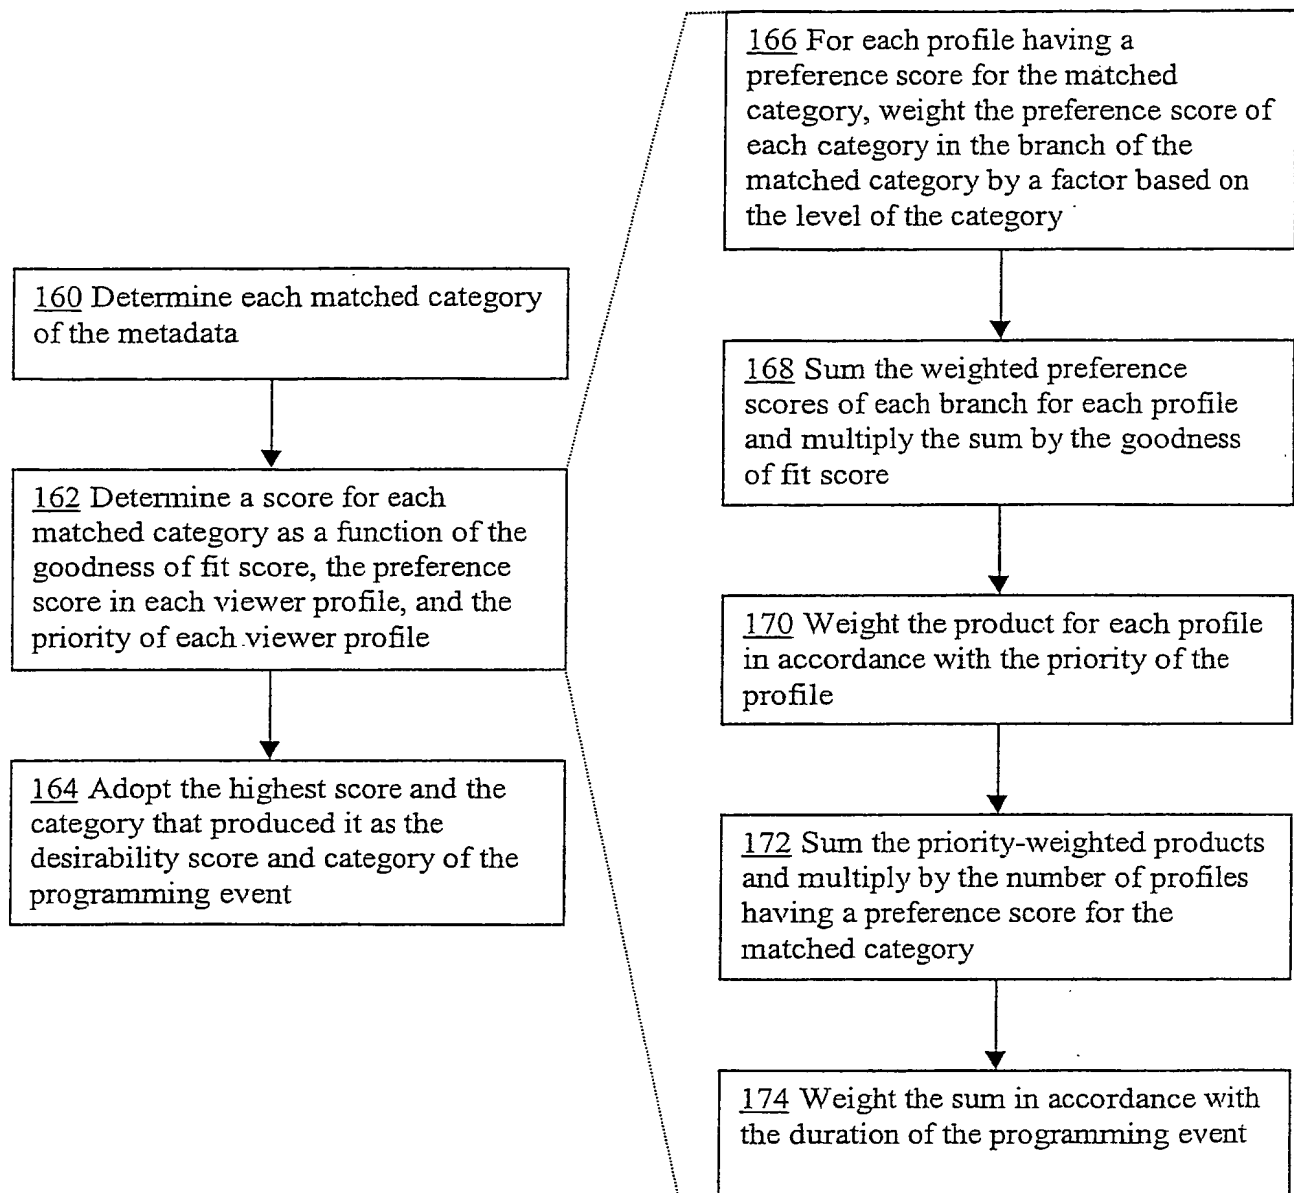 160 Determine each matched category
of the metadata
162 Determine a score for each
matched category as a function of the
goodness of fit score, the preference
score in each viewer profile, and the
priority of each viewer profile
164 Adopt the highest score and the
category that produced it as the
desirability score and category of the
programming event
166 For each profile having a
preference score for the matched
category, weight the preference score of
each category in the branch of the
matched category by a factor based on
the level of the category
168 Sum the weighted preference
scores of each branch for each profile
and multiply the sum by the goodness
of fit score
170 Weight the product for each profile
in accordance with the priority of the
profile
172 Sum the priority-weighted products
and multiply by the number of profiles
having a preference score for the
matched category
174 Weight the sum in accordance with
the duration of the programming event